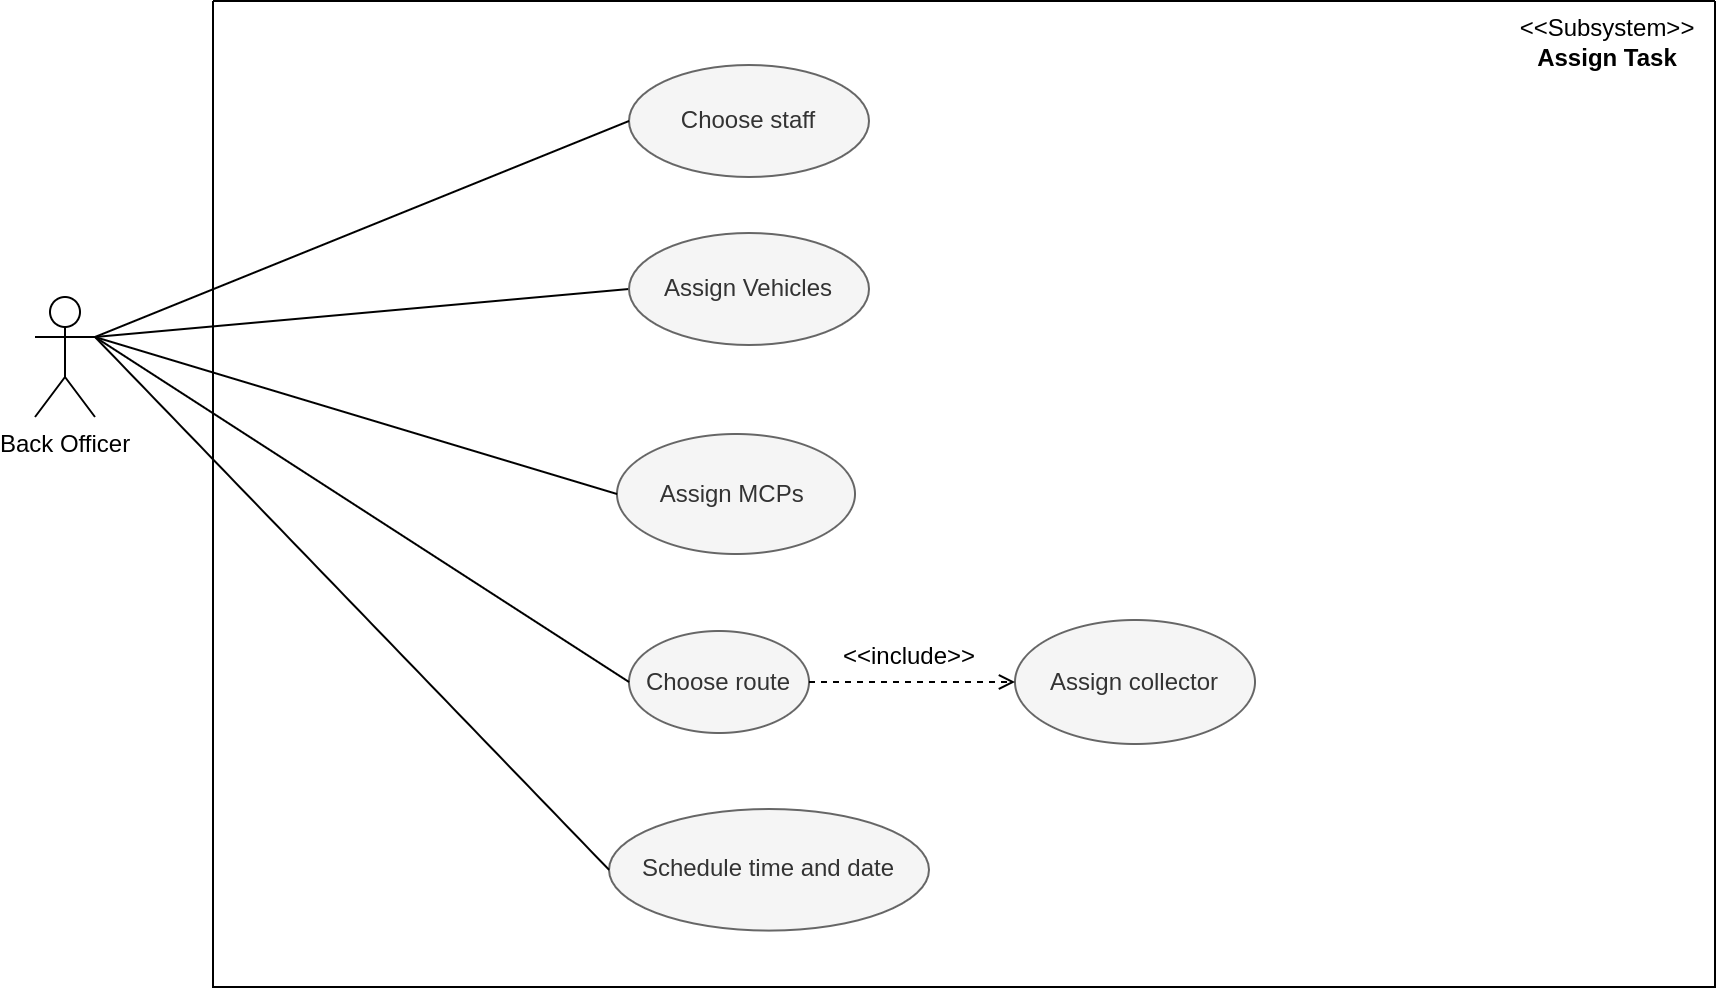 <<Subsystem>>
Assign Task
Choose staff
Assign Vehicles
Back Officer
Assign MCPs
<<include>>
Choose route
Assign collector
Schedule time and date